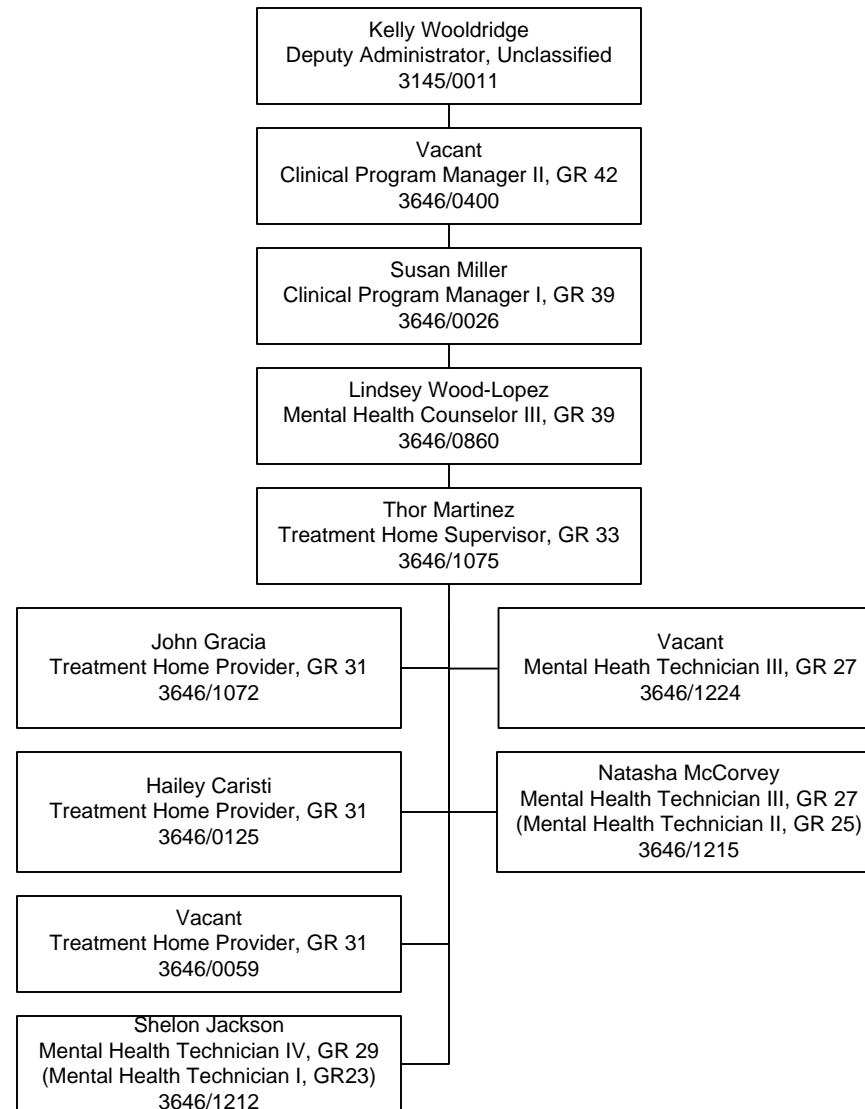 Kelly Wooldridge
Deputy Administrator, Unclassified
3145/0011
Vacant
Clinical Program Manager II, GR 42
3646/0400
Susan Miller
Clinical Program Manager I, GR 39
3646/0026
Lindsey Wood-Lopez
Mental Health Counselor III, GR 39
3646/0860
Thor Martinez
Treatment Home Supervisor, GR 33
3646/1075
John Gracia
Treatment Home Provider, GR 31
3646/1072
Vacant
Mental Heath Technician III, GR 27
3646/1224
Hailey Caristi
Treatment Home Provider, GR 31
3646/0125
Natasha McCorvey
Mental Health Technician III, GR 27
(Mental Health Technician II, GR 25)
3646/1215
Vacant
Treatment Home Provider, GR 31
3646/0059
Shelon Jackson
Mental Health Technician IV, GR 29
(Mental Health Technician I, GR23)
3646/1212